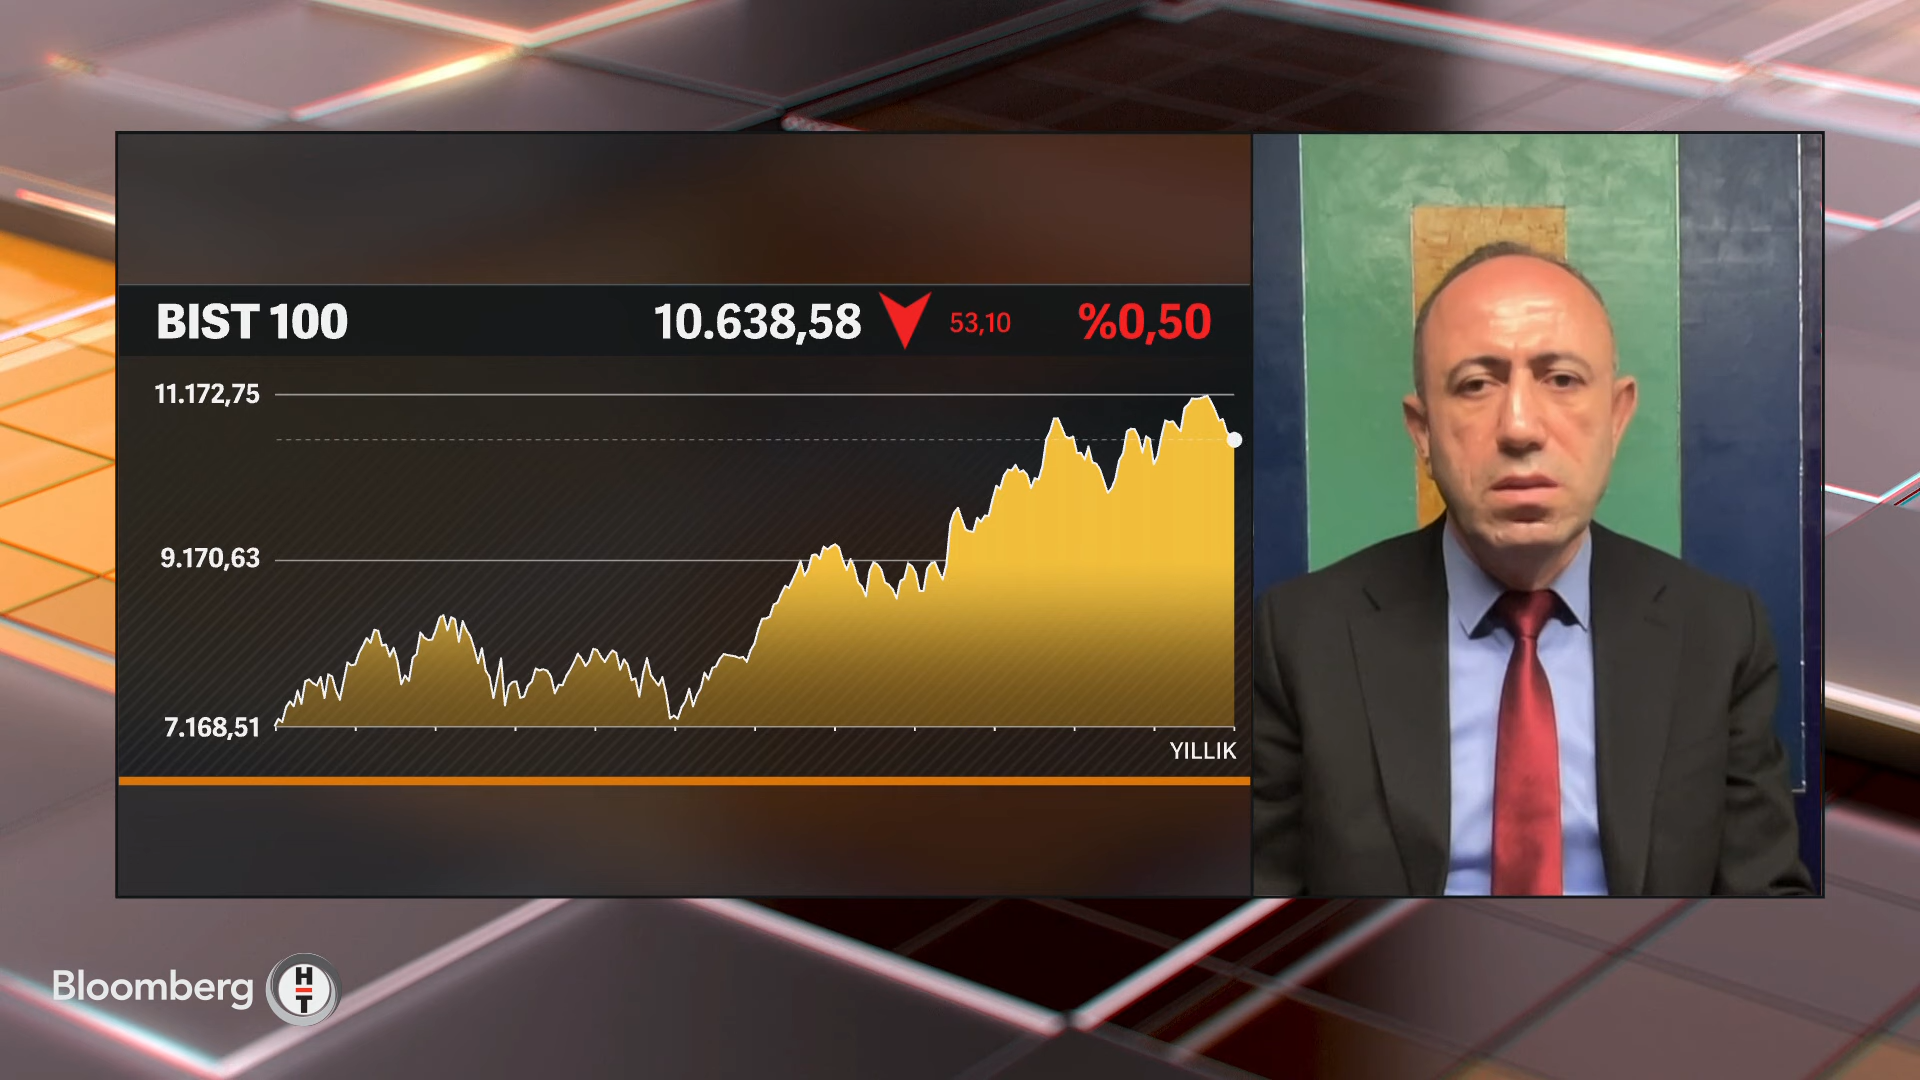 BIST 100 10.638,58 53,10 %0,50
11.172,75
9.170,63
7.168,51
YILLIK
Bloomberg HT